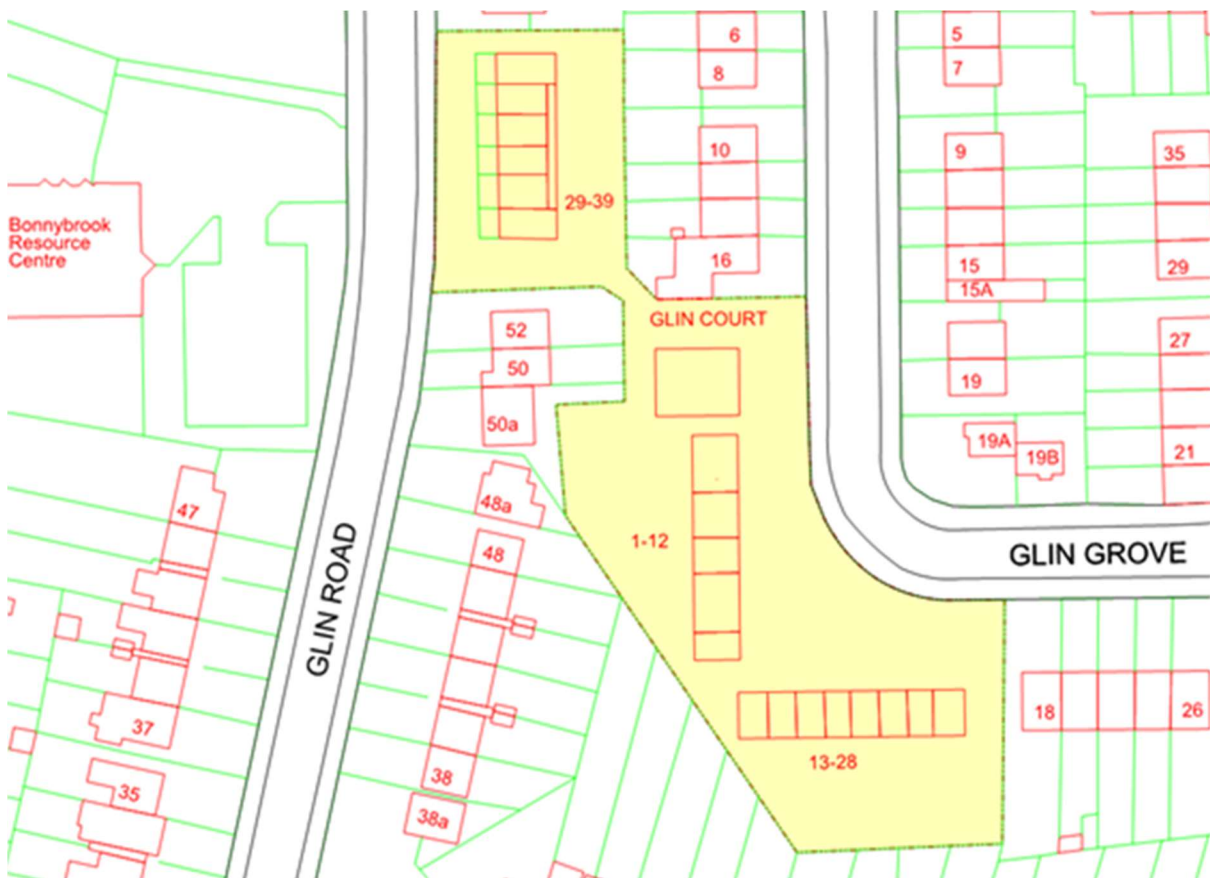 6
8
5
7
10
9
35
Bonnybrook
Resource
Centre
29-39
16
15
29
15A
GLIN COURT
52
50
27
19
50a
19A
19B
21
47
48a
1-12
48
GLIN GROVE
GLIN ROAD
37
18
26
13-28
38
35
38a